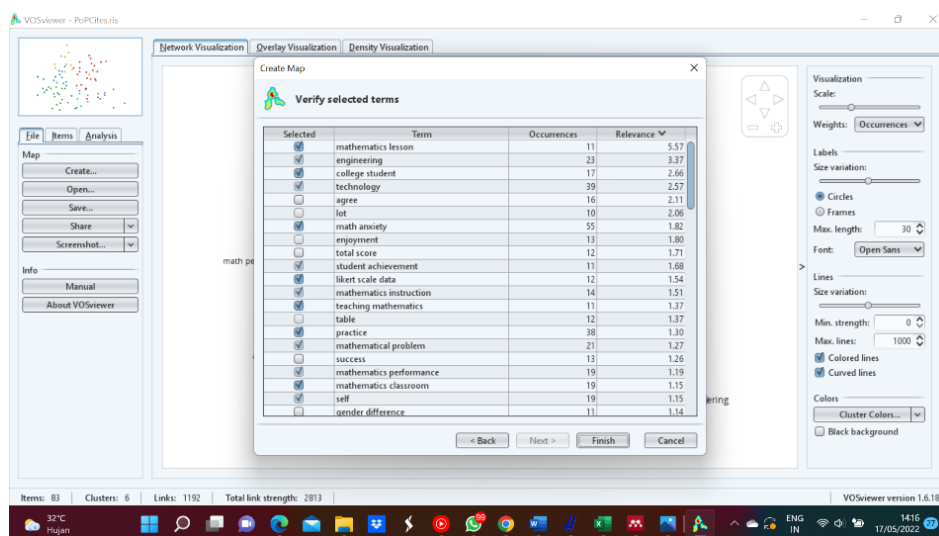 VOSviewer - PoPCites.ris
Network Visualization Overlay Visualization Density Visualization
File Items Analysis
Map
Create...
Open...
Save...
Share
Screenshot...
Info
Manual
About VOSviewer
math pe
Create Map
Verify selected terms
Selected Term Occurrences Relevance
mathematics lesson 11 5.57
engineering 23 3.37
college student 17 2.66
technology 39 2.57
agree 16 2.11
lot 10 2.06
math anxiety 55 1.82
enjoyment 13 1.80
total score 12 1.71
student achievement 11 1.68
likert scale data 12 1.54
mathematics instruction 14 1.51
teaching mathematics 11 1.37
table 12 1.37
practice 38 1.30
mathematical problem 21 1.27
success 13 1.26
mathematics performance 19 1.19
mathematics classroom 19 1.15
self 19 1.15
gender difference 11 1.14
< Back Next > Finish Cancel
ering
Visualization
Scale:
Weights: Occurrences
Labels
Size variation:
Circles
Frames
Max. length: 30
Font: Open Sans
Lines
Size variation:
Min. strength: 0
Max. lines: 1000
Colored lines
Curved lines
Colors
Cluster Colors...
Black background
Items: 83 Clusters: 6 Links: 1192 Total link strength: 2813 VOSviewer version 1.6.18
32°C
Hujan
99
ENG
IN
14:16
17/05/2022
27